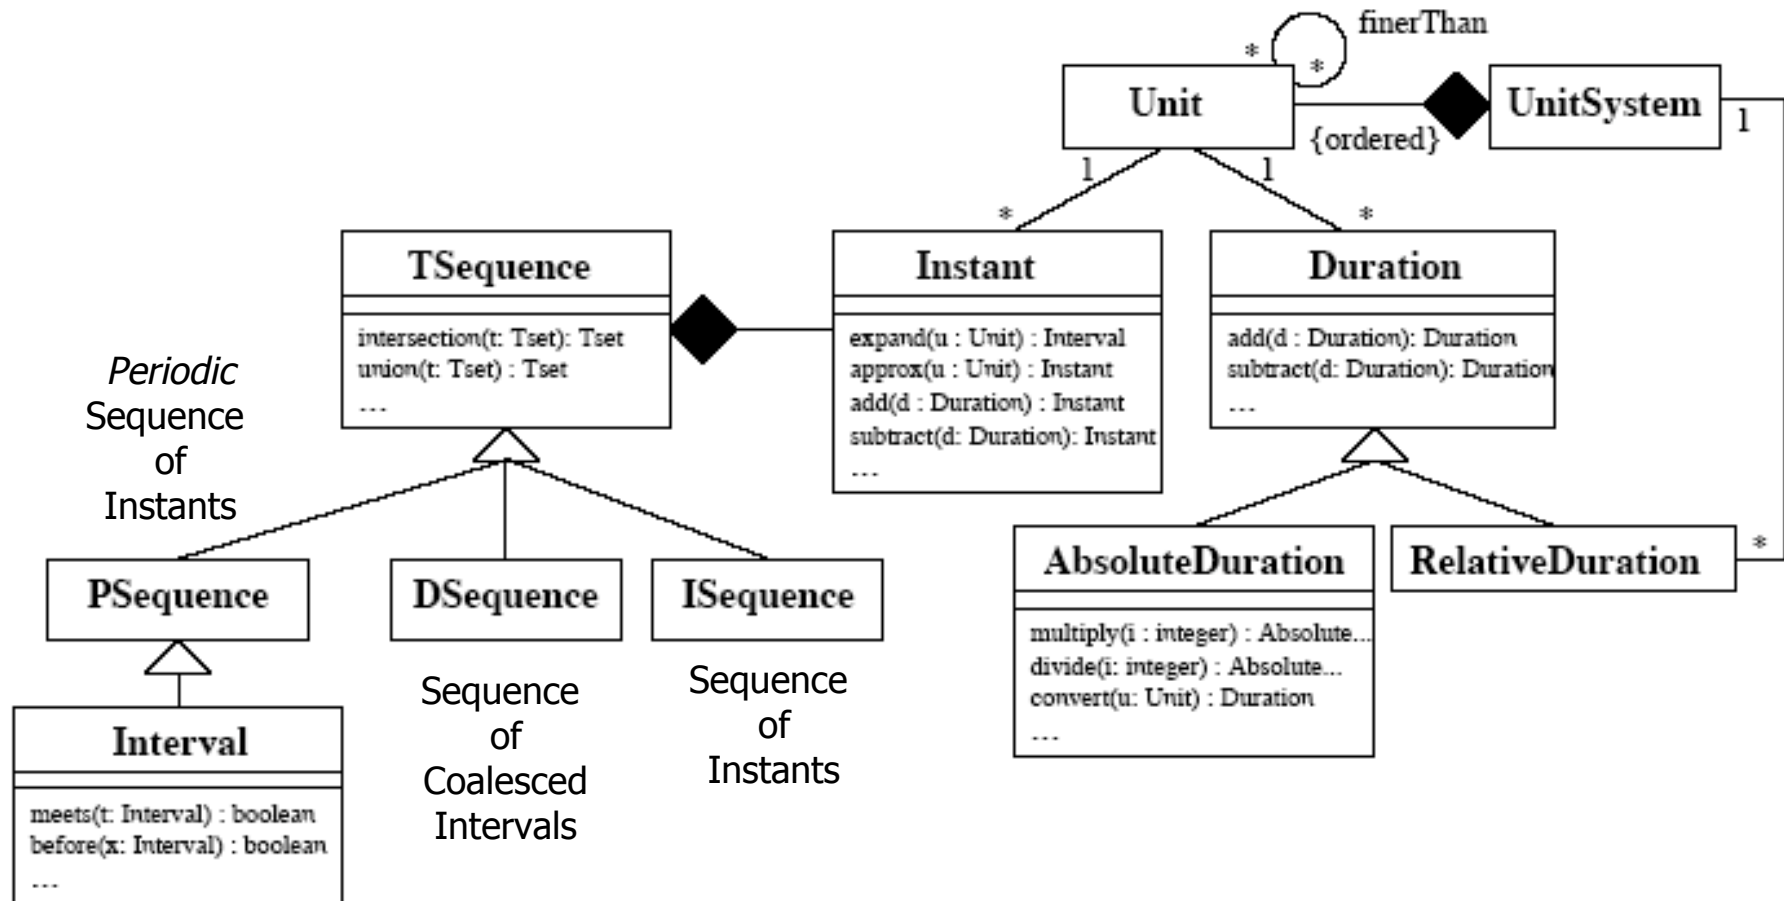 finerThan
*
*
Unit
UnitSystem
{ordered}
1
1
1
*
*
TSequence
intersection(t: Tset): Tset
union(t: Tset) : Tset
...
Instant
expand(u : Unit) : Interval
approx(u : Unit) : Instant
add(d : Duration) : Instant
subtract(d: Duration): Instant
...
Duration
add(d : Duration): Duration
subtract(d: Duration): Duration
...
Periodic
Sequence
of
Instants
PSequence
DSequence
ISequence
AbsoluteDuration
multiply(i : integer) : Absolute...
divide(i: integer) : Absolute...
convert(u: Unit) : Duration
...
RelativeDuration
*
Sequence
of
Coalesced
Intervals
Sequence
of
Instants
Interval
meets(t: Interval) : boolean
before(x: Interval) : boolean
...